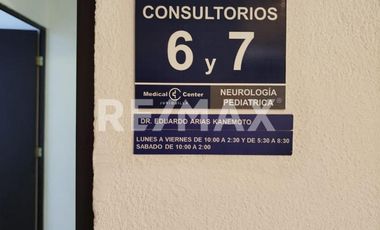 CONSULTORIOS
6 y 7
Medical Center
JURIQUILLA
NEUROLOGÍA
PEDIATRICA
RE/MAX
DR. EDUARDO ARIAS KANEMOTO
LUNES A VIERNES DE 10:00 A 2:30 Y DE 5:30 A 8:30
SABADO DE 10:00 A 2:00